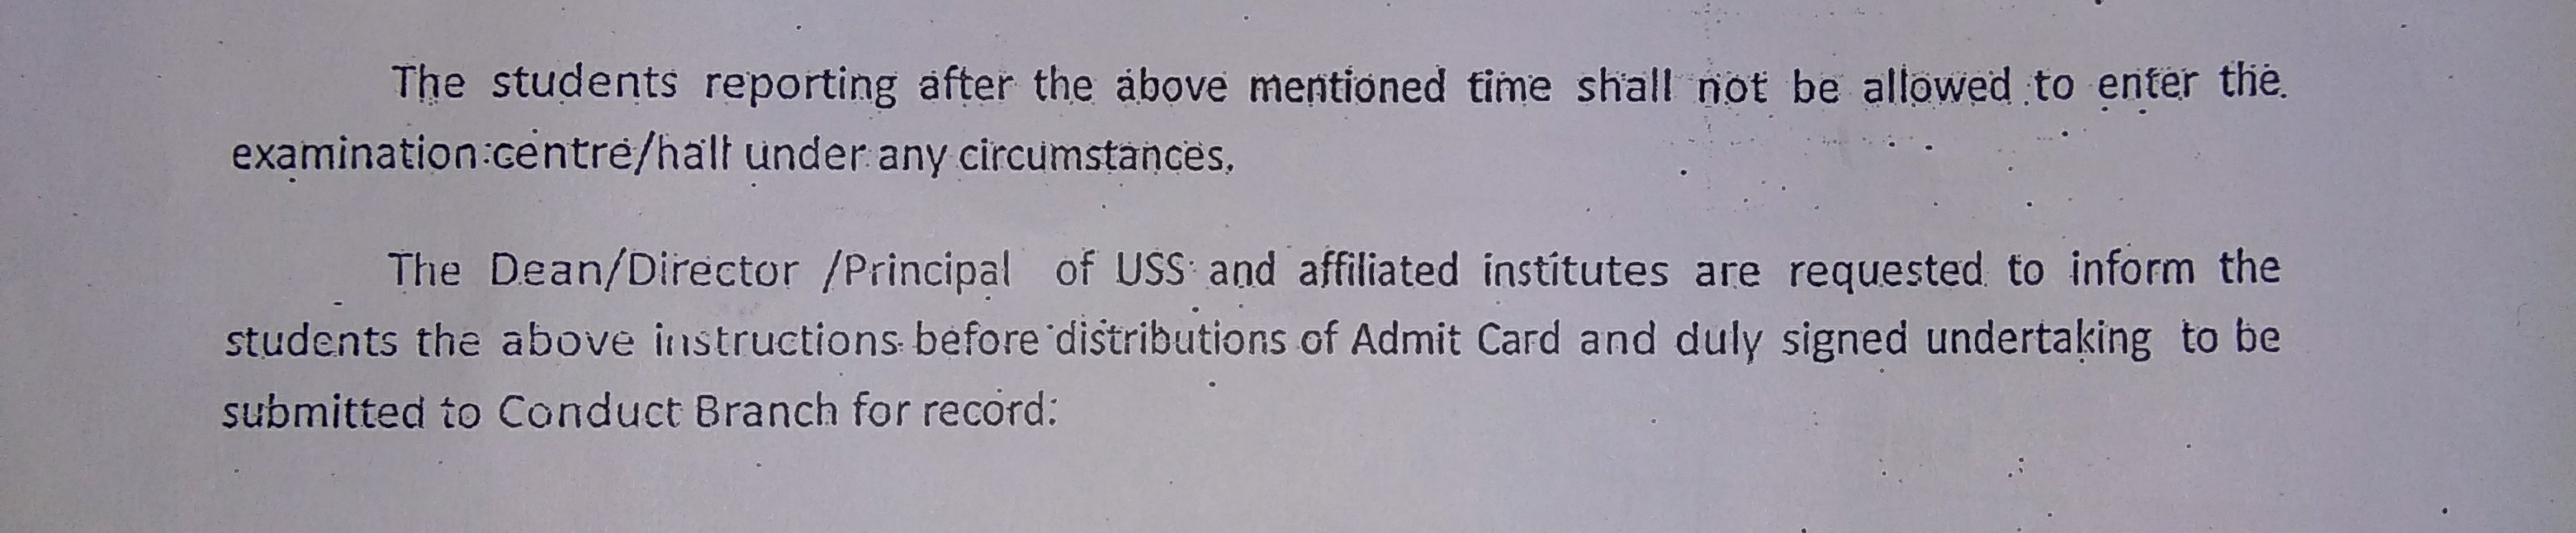 The students reporting after the above mentioned time shall not be allowed to enter the
examination centre/hall under any circumstances.
The Dean/Director /Principal of USS and affiliated institutes are requested to inform the
students the above instructions before distributions of Admit Card and duly signed undertaking to be
submitted to Conduct Branch for record.